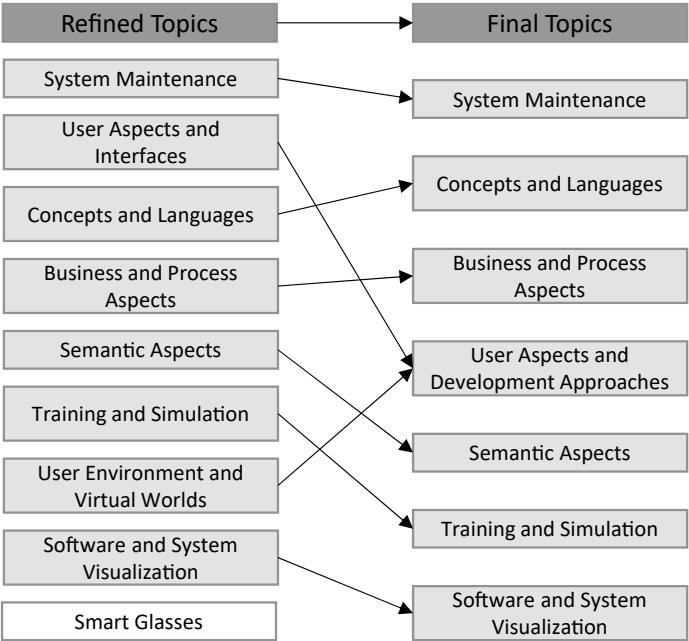 Refined Topics
System Maintenance
User Aspects and
Interfaces
Concepts and Languages
Business and Process
Aspects
Semantic Aspects
Training and Simulation
User Environment and
Virtual Worlds
Software and System
Visualization
Smart Glasses
Final Topics
System Maintenance
Concepts and Languages
Business and Process
Aspects
User Aspects and
Development Approaches
Semantic Aspects
Training and Simulation
Software and System
Visualization